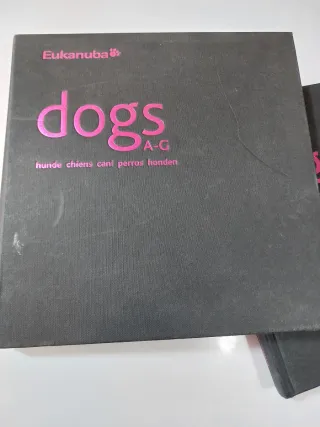 Eukanuba
dogs
A-G
hunde chiens cani perros honden